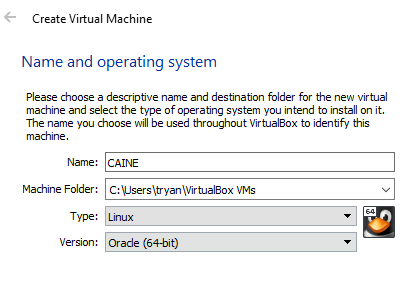 Create Virtual Machine
Name and operating system
Please choose a descriptive name and destination folder for the new virtual
machine and select the type of operating system you intend to install on it.
The name you choose will be used throughout VirtualBox to identify this
machine.
Name: CAINE
Machine Folder: C:\Users\tryan\VirtualBox VMs
Type: Linux
64
Version: Oracle (64-bit)